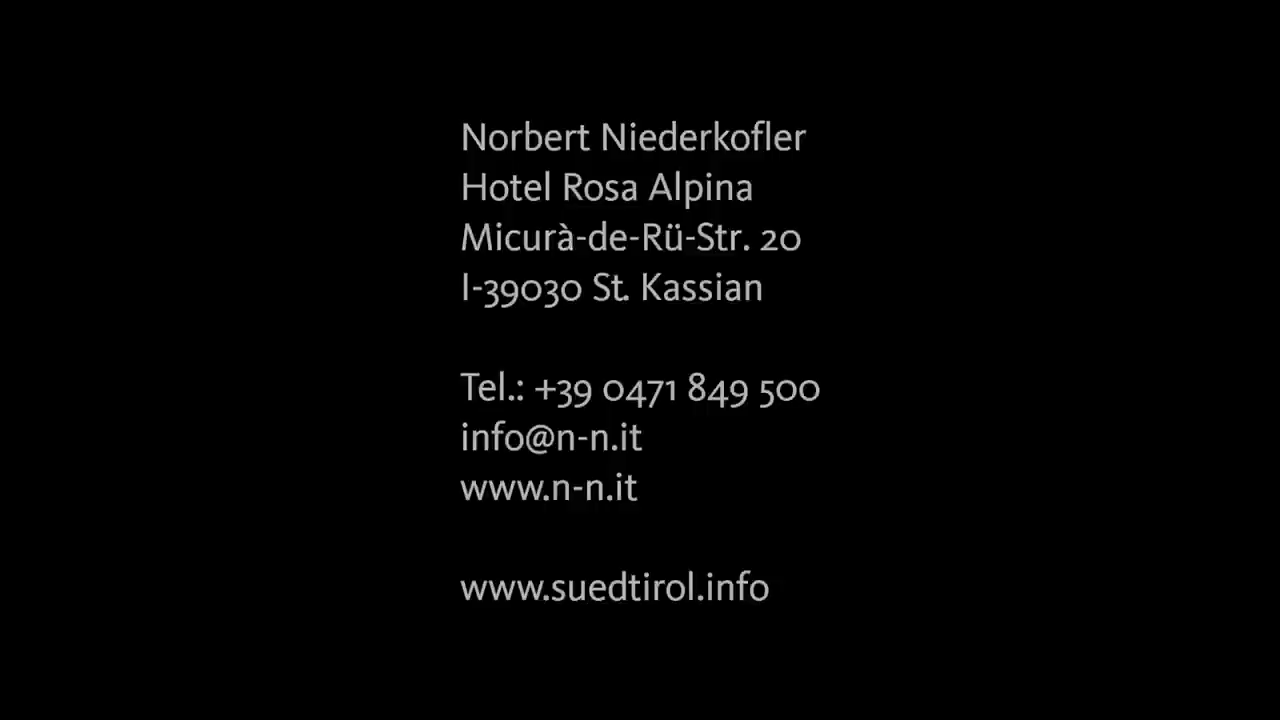 Norbert Niederkofler
Hotel Rosa Alpina
Micurà-de-Rü-Str. 20
I-39030 St. Kassian
Tel.: +39 0471 849 500
info@n-n.it
www.n-n.it
www.suedtirol.info